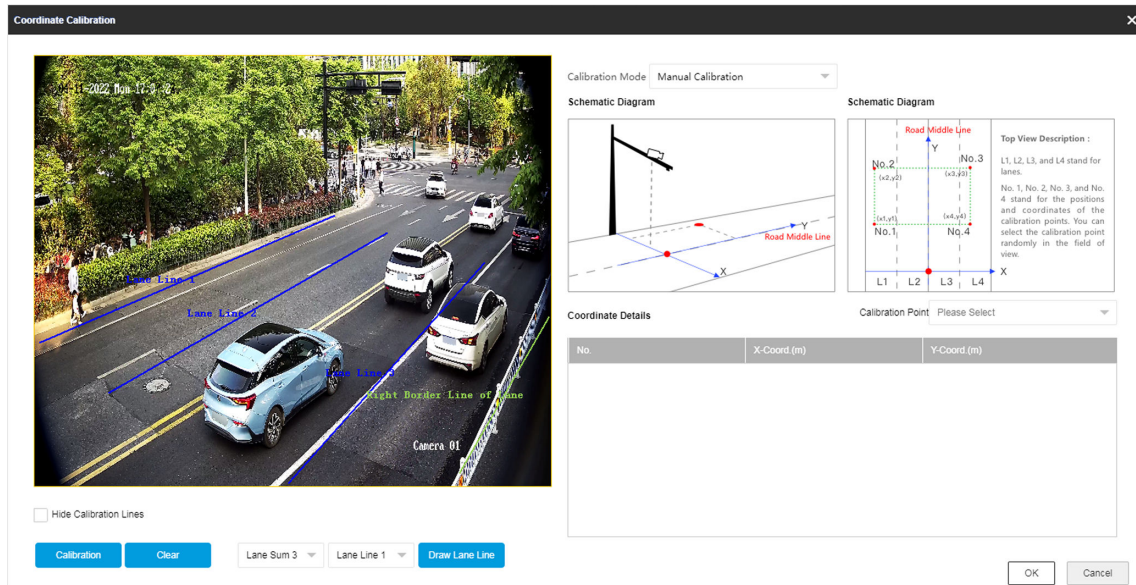 Coordinate Calibration
Calibration Mode
Manual Calibration
Schematic Diagram
Schematic Diagram
Y
Road Middle Line
X
Road Middle Line
Y
No.2
(x2,y2)
No.3
(x3,y3)
(x1,y1)
No.1
(x4,y4)
No.4
X
L1
L2
L3
L4
Top View Description :
L1, L2, L3, and L4 stand for
lanes.
No. 1, No. 2, No. 3, and No.
4 stand for the positions
and coordinates of the
calibration points. You can
select the calibration point
randomly in the field of
view.
2022 Mon
Lane Line 1
Lane Line 2
Right Border Line of Lane
Camera 01
Coordinate Details
Calibration Point
Please Select
No.
X-Coord.(m)
Y-Coord.(m)
Hide Calibration Lines
Calibration
Clear
Lane Sum 3
Lane Line 1
Draw Lane Line
OK
Cancel